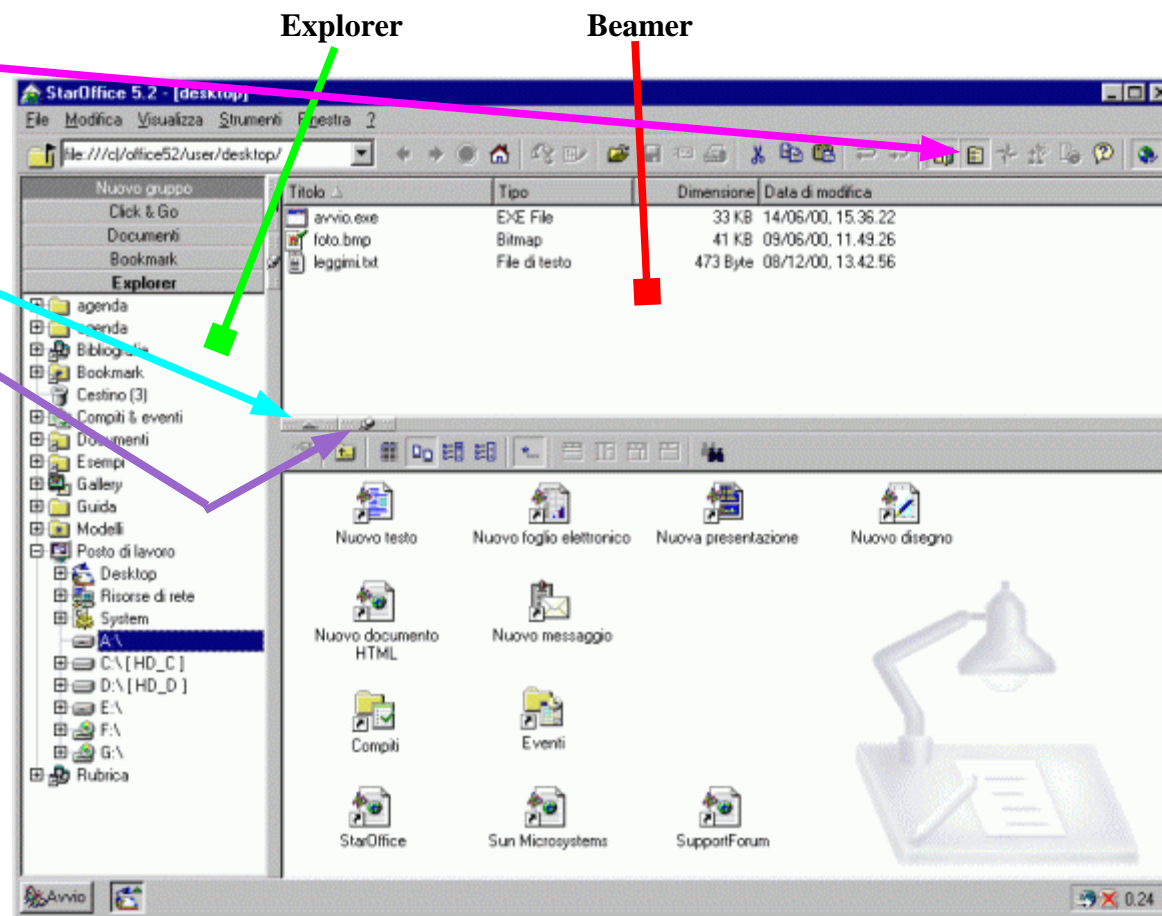 Explorer Beamer
StarOffice 5.2 - [desktop]
File Modifica Visualizza Strumenti Finestra ?
file:///c|/office52/user/desktop/
Nuovo gruppo
Click & Go
Documenti
Bookmark
Explorer
agenda
agenda
Bibliografia
Bookmark
Cestino (3)
Compiti & eventi
Documenti
Esempi
Gallery
Guida
Modelli
Posto di lavoro
Desktop
Risorse di rete
System
A:\
C:\ [ HD_C ]
D:\ [ HD_D ]
E:\
F:\
G:\
Rubrica
Titolo Tipo Dimensione Data di modifica
avvio.exe EXE File 33 KB 14/06/00, 15.36.22
foto.bmp Bitmap 41 KB 09/06/00, 11.49.26
leggimi.txt File di testo 473 Byte 08/12/00, 13.42.56
Nuovo testo
Nuovo foglio elettronico
Nuova presentazione
Nuovo disegno
Nuovo documento
HTML
Nuovo messaggio
Compiti
Eventi
StarOffice
Sun Microsystems
SupportForum
Avvio
0.24